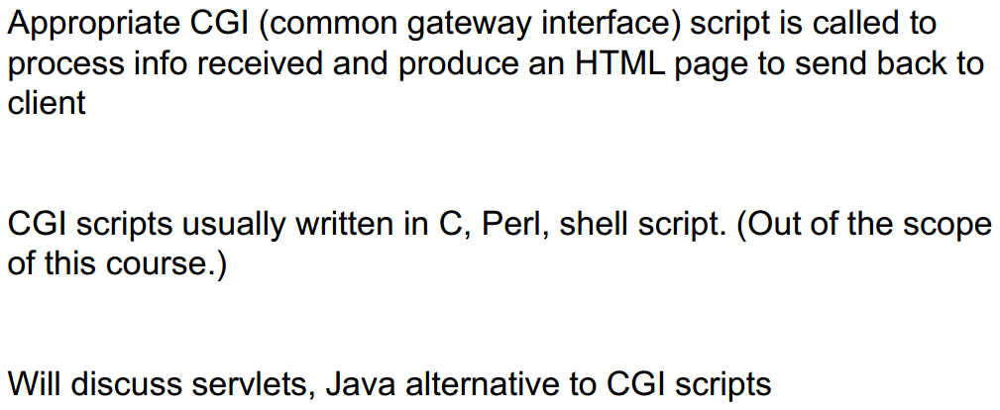 Appropriate CGI (common gateway interface) script is called to
process info received and produce an HTML page to send back to
client
CGI scripts usually written in C, Perl, shell script. (Out of the scope
of this course.)
Will discuss servlets, Java alternative to CGI scripts